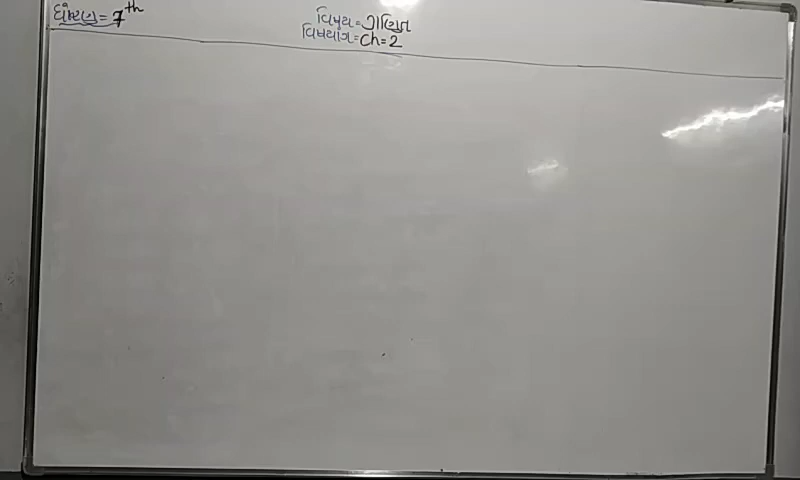 ધોરણ = 7th
વિષય = ગણિત
વિભાગ = Ch = 2